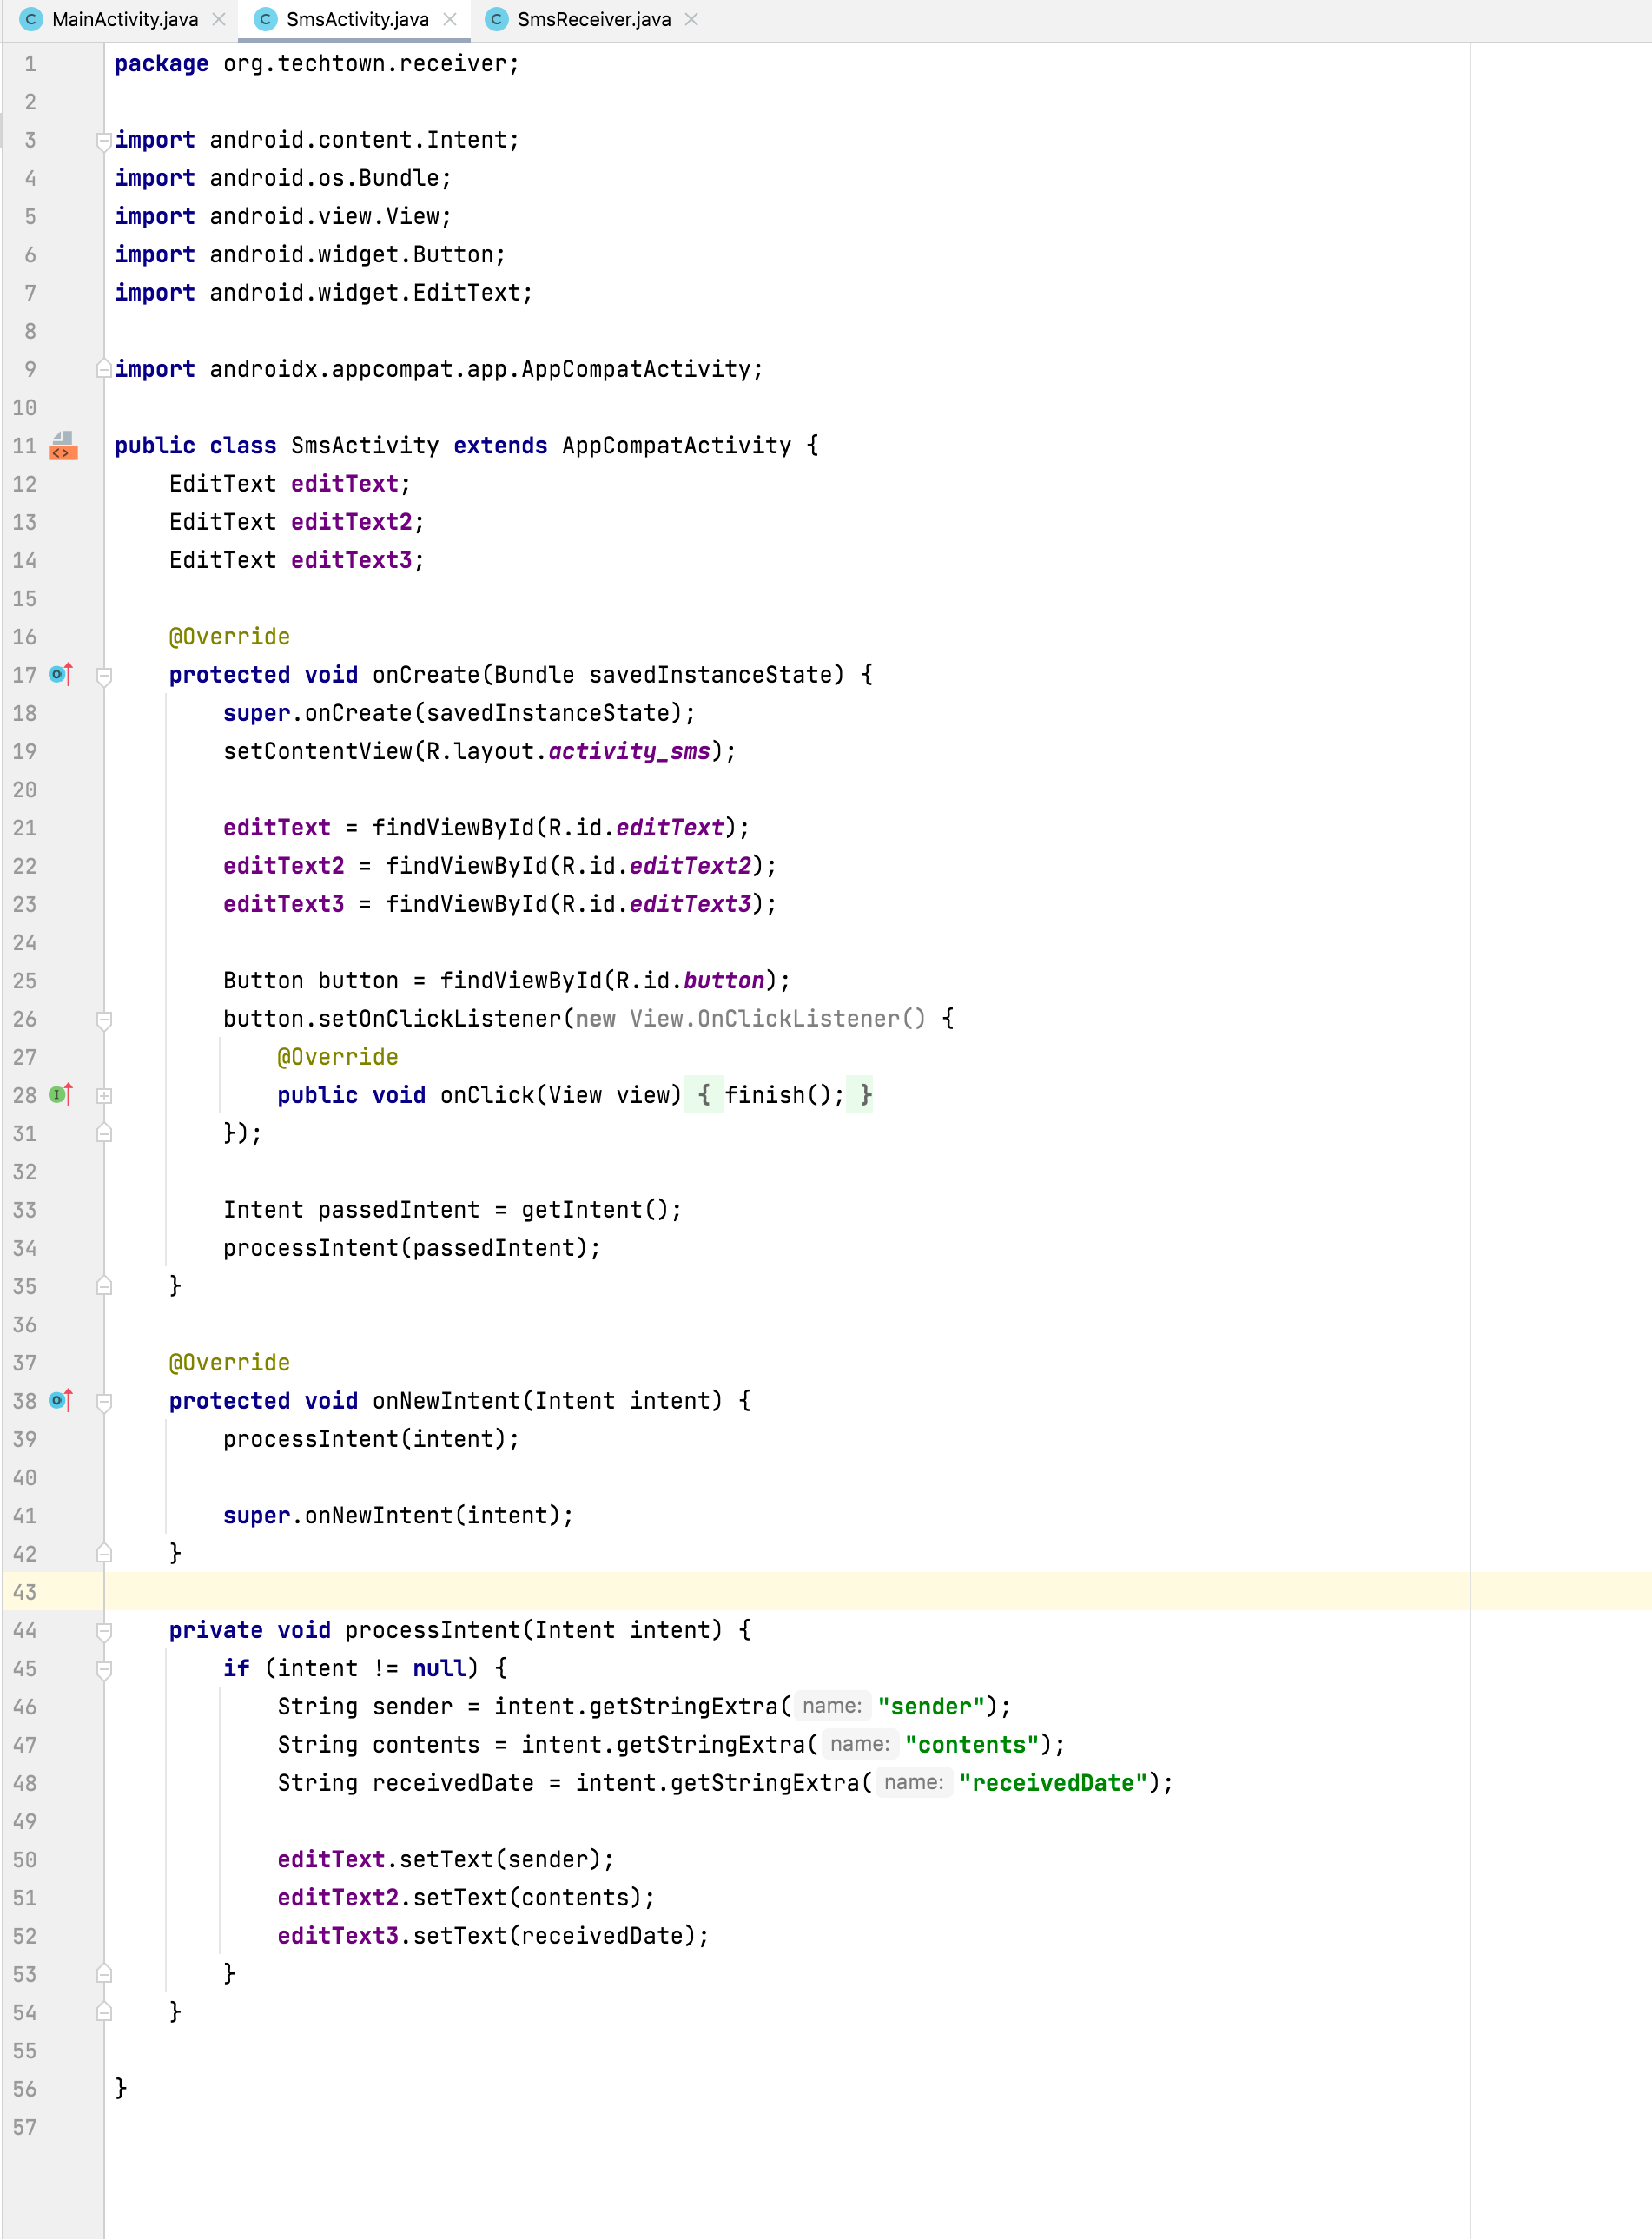 MainActivity.java SmsActivity.java SmsReceiver.java
1 package org.techtown.receiver;
2
3 import android.content.Intent;
4 import android.os.Bundle;
5 import android.view.View;
6 import android.widget.Button;
7 import android.widget.EditText;
8
9 import androidx.appcompat.app.AppCompatActivity;
10
11 public class SmsActivity extends AppCompatActivity {
12     EditText editText;
13     EditText editText2;
14     EditText editText3;
15
16     @Override
17     protected void onCreate(Bundle savedInstanceState) {
18         super.onCreate(savedInstanceState);
19         setContentView(R.layout.activity_sms);
20
21         editText = findViewById(R.id.editText);
22         editText2 = findViewById(R.id.editText2);
23         editText3 = findViewById(R.id.editText3);
24
25         Button button = findViewById(R.id.button);
26         button.setOnClickListener(new View.OnClickListener() {
27             @Override
28             public void onClick(View view) { finish(); }
31         });
32
33         Intent passedIntent = getIntent();
34         processIntent(passedIntent);
35     }
36
37     @Override
38     protected void onNewIntent(Intent intent) {
39         processIntent(intent);
40
41         super.onNewIntent(intent);
42     }
43
44     private void processIntent(Intent intent) {
45         if (intent != null) {
46             String sender = intent.getStringExtra( name: "sender");
47             String contents = intent.getStringExtra( name: "contents");
48             String receivedDate = intent.getStringExtra( name: "receivedDate");
49
50             editText.setText(sender);
51             editText2.setText(contents);
52             editText3.setText(receivedDate);
53         }
54     }
55
56 }
57